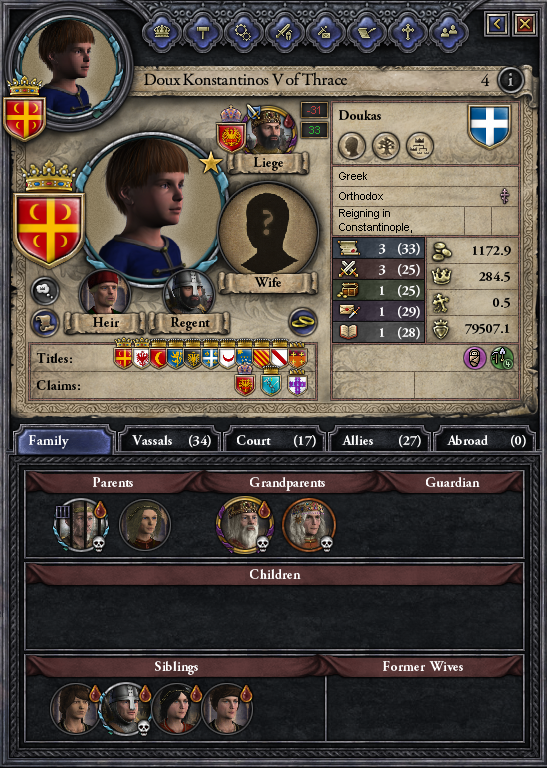 Doux Konstantinos V of Thrace
4
-31
33
Liege
Doukas
Greek
Orthodox
Reigning in
Constantinople,
Wife
Heir
Regent
3 (33)
3 (25)
1 (25)
1 (29)
1 (28)
1172.9
284.5
0.5
79507.1
Titles:
Claims:
4
Family
Vassals (34)
Court (17)
Allies (27)
Abroad (0)
Parents
Grandparents
Guardian
Children
Siblings
Former Wives